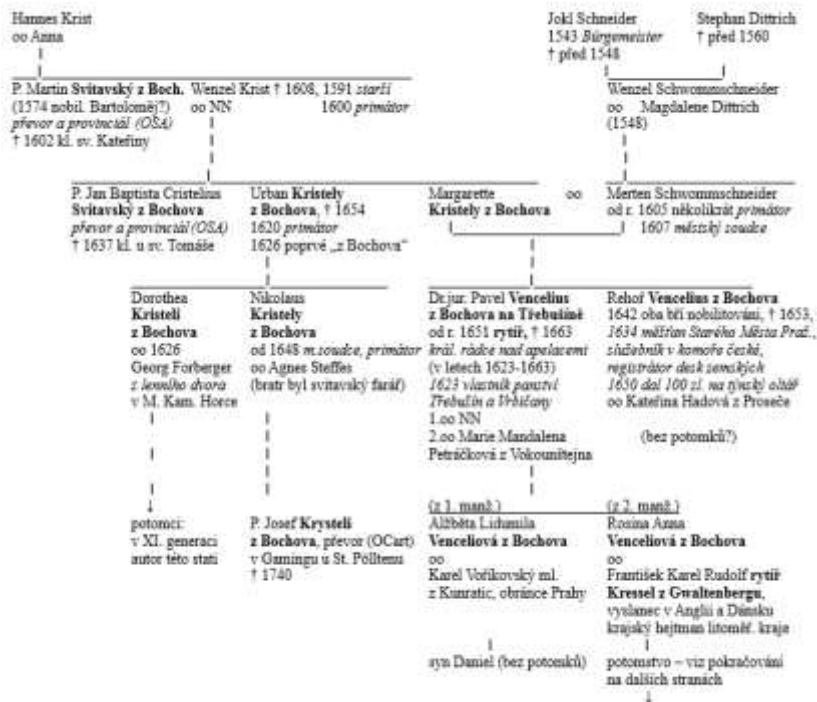 Hannes Krist
oo Anna
Jokl Schneider
1543 Bürgermeister
† před 1548
Stephan Dittrich
† před 1560
P. Martin Svitavský z Boch.
(1574 nobil. Bartoloměj?)
převor a provinciál (OSA)
† 1602 kl. sv. Kateřiny
Wenzel Krist † 1608, 1591 starší
oo NN 1600 primátor
Wenzel Schwommschneider
oo Magdalene Dittrich
(1548)
P. Jan Baptista Cristelius
Svitavský z Bochova
převor a provinciál (OSA)
† 1637 kl. u sv. Tomáše
Urban Kristely
z Bochova, † 1654
1620 primátor
1626 poprvé „z Bochova“
Margarette
Kristely z Bochova
oo
Merten Schwommschneider
od r. 1605 několikrát primátor
1607 městský soudce
Dorothea
Kristeli
z Bochova
oo 1626
Georg Forberger
z lenního dvora
v M. Kam. Horce
Nikolaus
Kristely
z Bochova
od 1648 m.soudce, primátor
oo Agnes Steffes
(bratr byl svitavský farář)
Dr.jur. Pavel Vencelius
z Bochova na Třebušíně
od r. 1651 rytíř, † 1663
král. rádce nad apelacemi
(v letech 1623-1663)
1623 vlastník panství
Třebušín a Vrbičany
1.oo NN
2.oo Marie Mandalena
Petráčková z Vokounštejna
Rehoř Vencelius z Bochova
1642 oba bří nobilitováni, † 1653,
1634 měšťan Starého Města Praž.,
služebník v komoře české,
registrátor desk zemských
1650 dal 100 zl. na týnský oltář
oo Kateřina Hadová z Proseče
(bez potomků?)
potomci:
v XI. generaci
autor této stati
P. Josef Krysteli
z Bochova, převor (OCart)
v Gamingu u St. Pöltenu
† 1740
(z 1. manž.)
Alžběta Lidumila
Venceliová z Bochova
oo
Karel Voříkovský ml.
z Kunratic, obránce Prahy
syn Daniel (bez potomků)
(z 2. manž.)
Rosina Anna
Venceliová z Bochova
oo
František Karel Rudolf rytíř
Kressel z Gwaltenbergu,
vyslanec v Anglii a Dánsku
krajský hejtman litoměř. kraje
potomstvo – viz pokračování
na dalších stranách